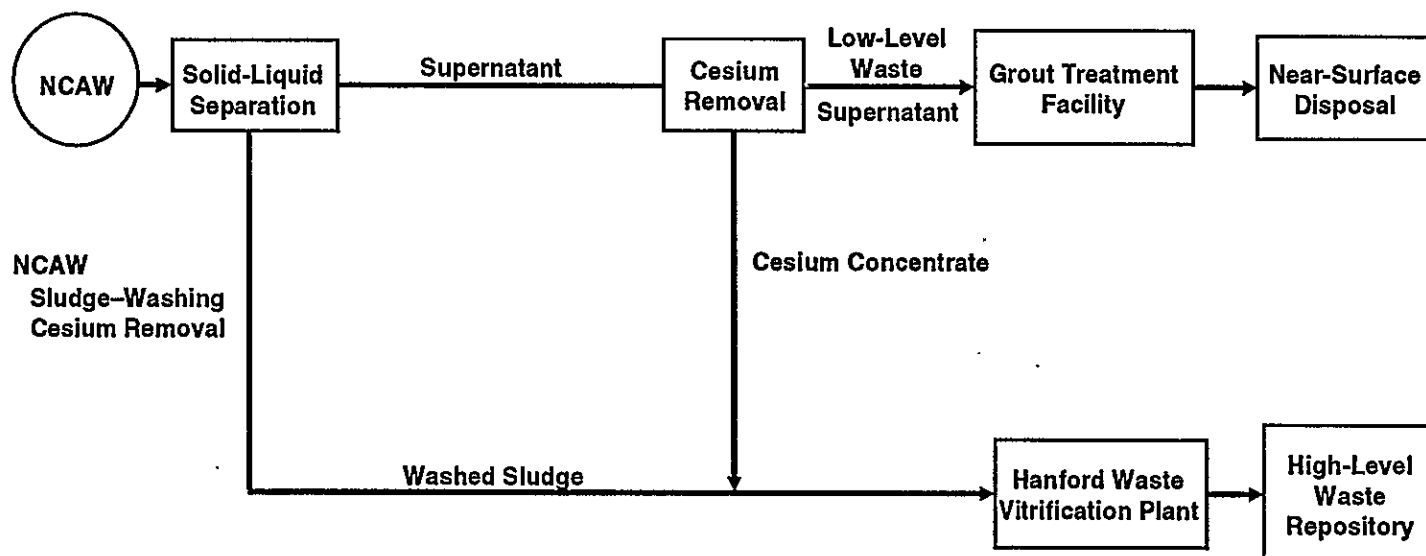 NCAW
Solid-Liquid
Separation
Supernatant
Cesium
Removal
Low-Level
Waste
Supernatant
Grout Treatment
Facility
Near-Surface
Disposal
NCAW
Sludge–Washing
Cesium Removal
Cesium Concentrate
Washed Sludge
Hanford Waste
Vitrification Plant
High-Level
Waste
Repository